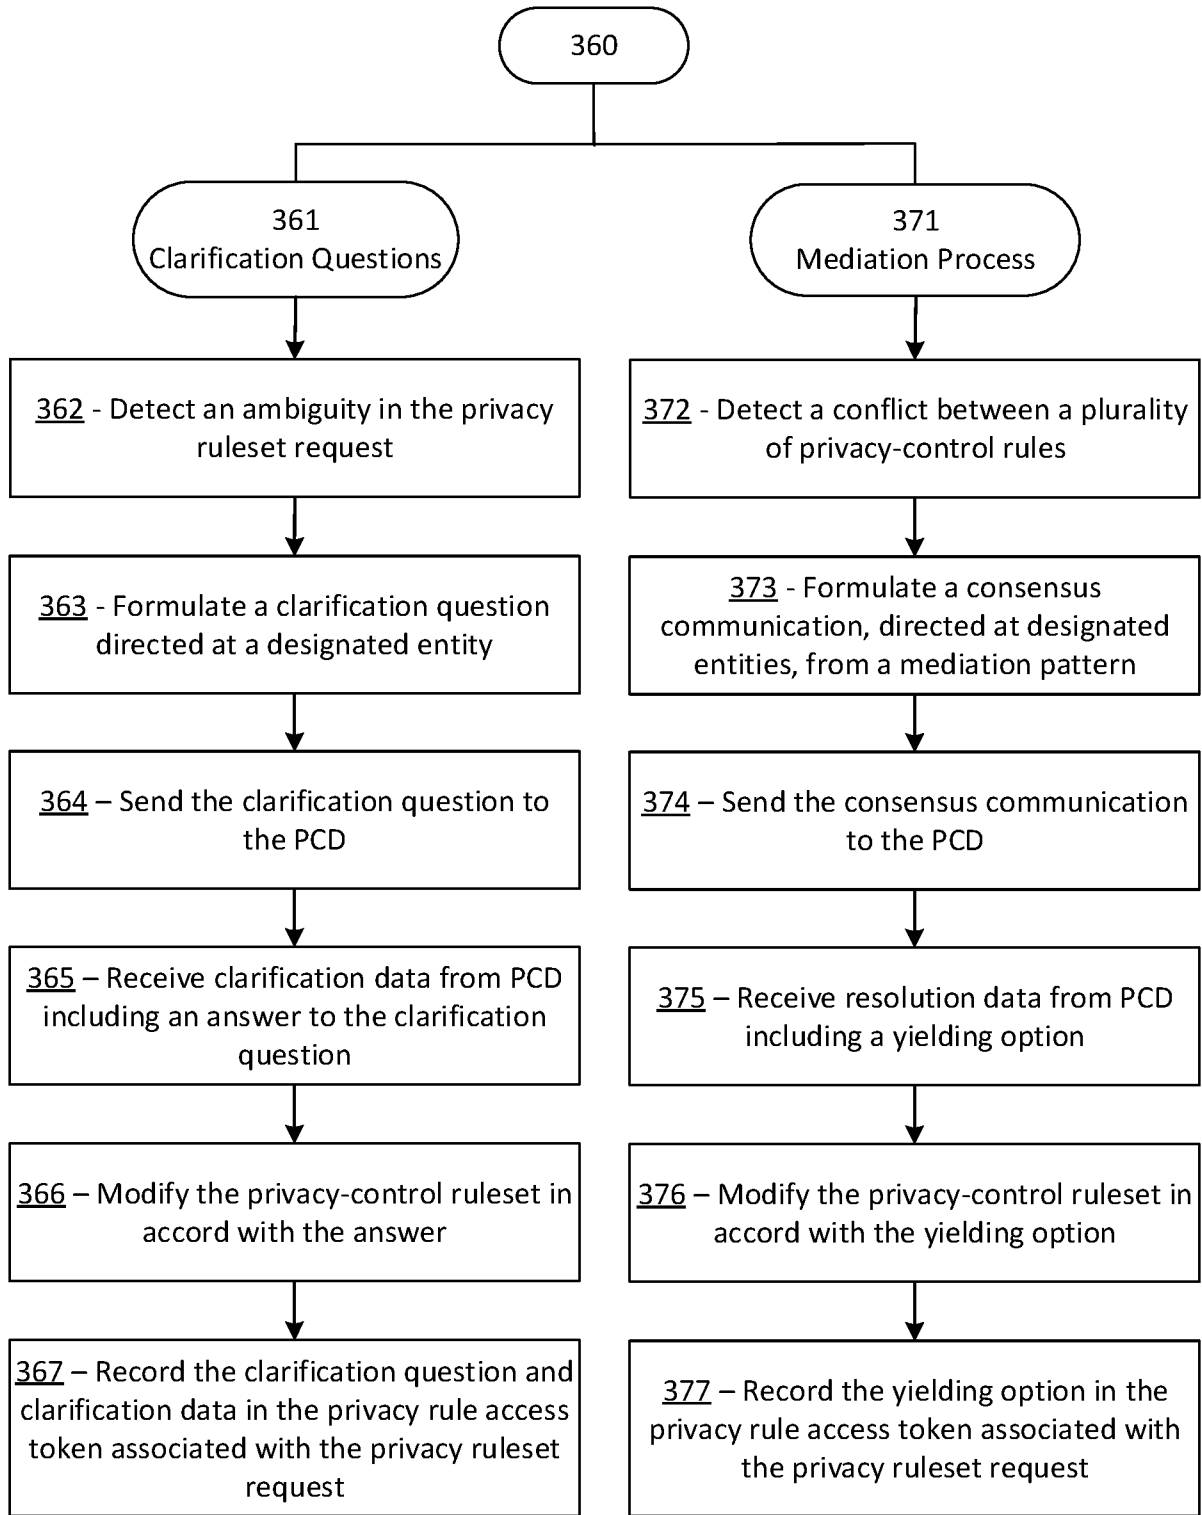 360
361
Clarification Questions
362 - Detect an ambiguity in the privacy
ruleset request
363 - Formulate a clarification question
directed at a designated entity
364 – Send the clarification question to
the PCD
365 – Receive clarification data from PCD
including an answer to the clarification
question
366 – Modify the privacy-control ruleset in
accord with the answer
367 – Record the clarification question and
clarification data in the privacy rule access
token associated with the privacy ruleset
request
371
Mediation Process
372 - Detect a conflict between a plurality
of privacy-control rules
373 - Formulate a consensus
communication, directed at designated
entities, from a mediation pattern
374 – Send the consensus communication
to the PCD
375 – Receive resolution data from PCD
including a yielding option
376 – Modify the privacy-control ruleset in
accord with the yielding option
377 – Record the yielding option in the
privacy rule access token associated with
the privacy ruleset request